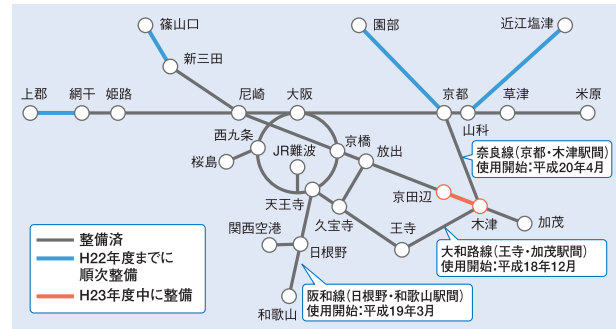 篠山口
園部
近江塩津
新三田
上郡
網干
姫路
尼崎
大阪
京都
山科
草津
米原
西九条
桜島
JR難波
京橋
放出
奈良線（京都・木津駅間）
使用開始：平成20年4月
天王寺
久宝寺
京田辺
木津
加茂
王寺
関西空港
日根野
和歌山
大和路線（王寺・加茂駅間）
使用開始：平成18年12月
阪和線（日根野・和歌山駅間）
使用開始：平成19年3月
整備済
H22年度までに
順次整備
H23年度中に整備